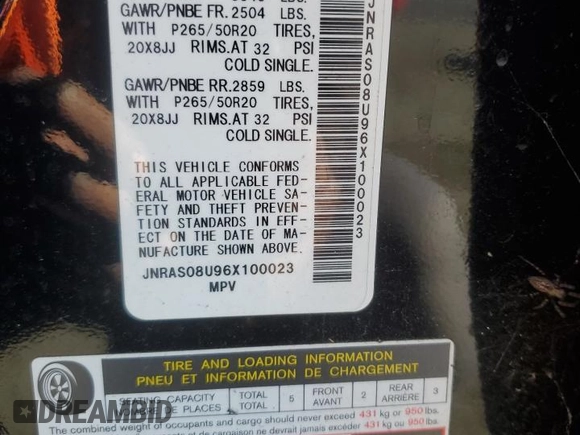 GAWR/PNBE FR. 2504 LBS.
WITH P265/50R20 TIRES,
20X8JJ RIMS.AT 32 PSI
COLD SINGLE.
GAWR/PNBE RR. 2859 LBS.
WITH P265/50R20 TIRES,
20X8JJ RIMS.AT 32 PSI
COLD SINGLE.
THIS VEHICLE CONFORMS
TO ALL APPLICABLE FED-
ERAL MOTOR VEHICLE SA-
FETY AND THEFT PREVEN-
TION STANDARDS IN EFF-
ECT ON THE DATE OF MA-
NUFACTURE SHOWN ABOVE.
JNRAS08U96X100023
MPV
JNRAS08U96X100023
TIRE AND LOADING INFORMATION
PNEU ET CHARGEMENT
SEATING CAPACITY TOTAL 5 FRONT 2 REAR 3
NOMBRE DE PLACES TOTAL AVANT ARRIÈRE
The combined weight of occupants and cargo should never exceed 431 kg or 950 lbs.
DREAMBID